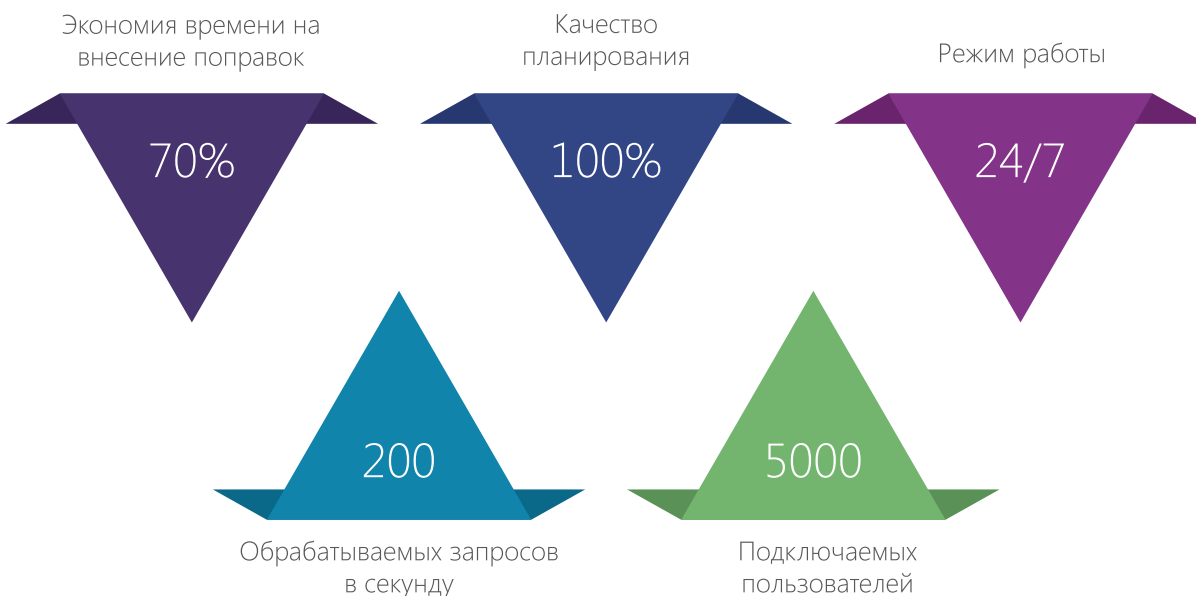 Экономия времени на
внесение поправок
70%
Качество
планирования
100%
Режим работы
24/7
200
Обрабатываемых запросов
в секунду
5000
Подключаемых
пользователей